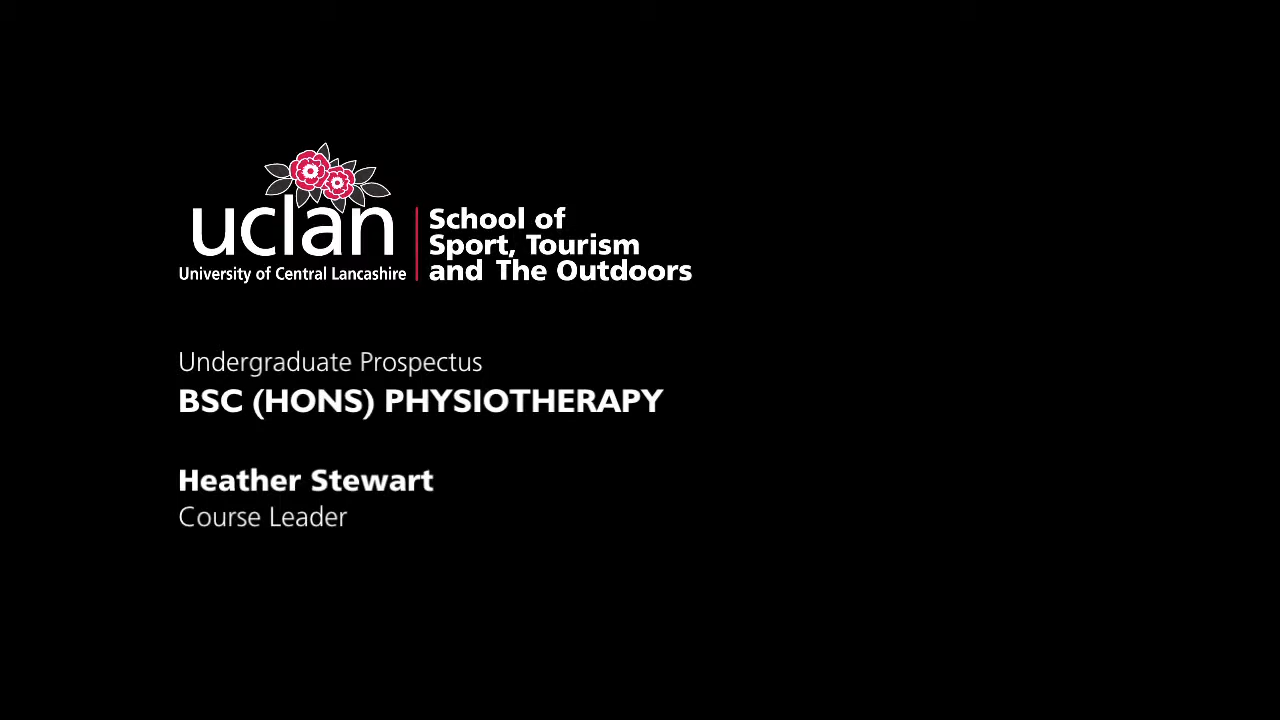 uclan
University of Central Lancashire
School of
Sport, Tourism
and The Outdoors
Undergraduate Prospectus
BSC (HONS) PHYSIOTHERAPY
Heather Stewart
Course Leader